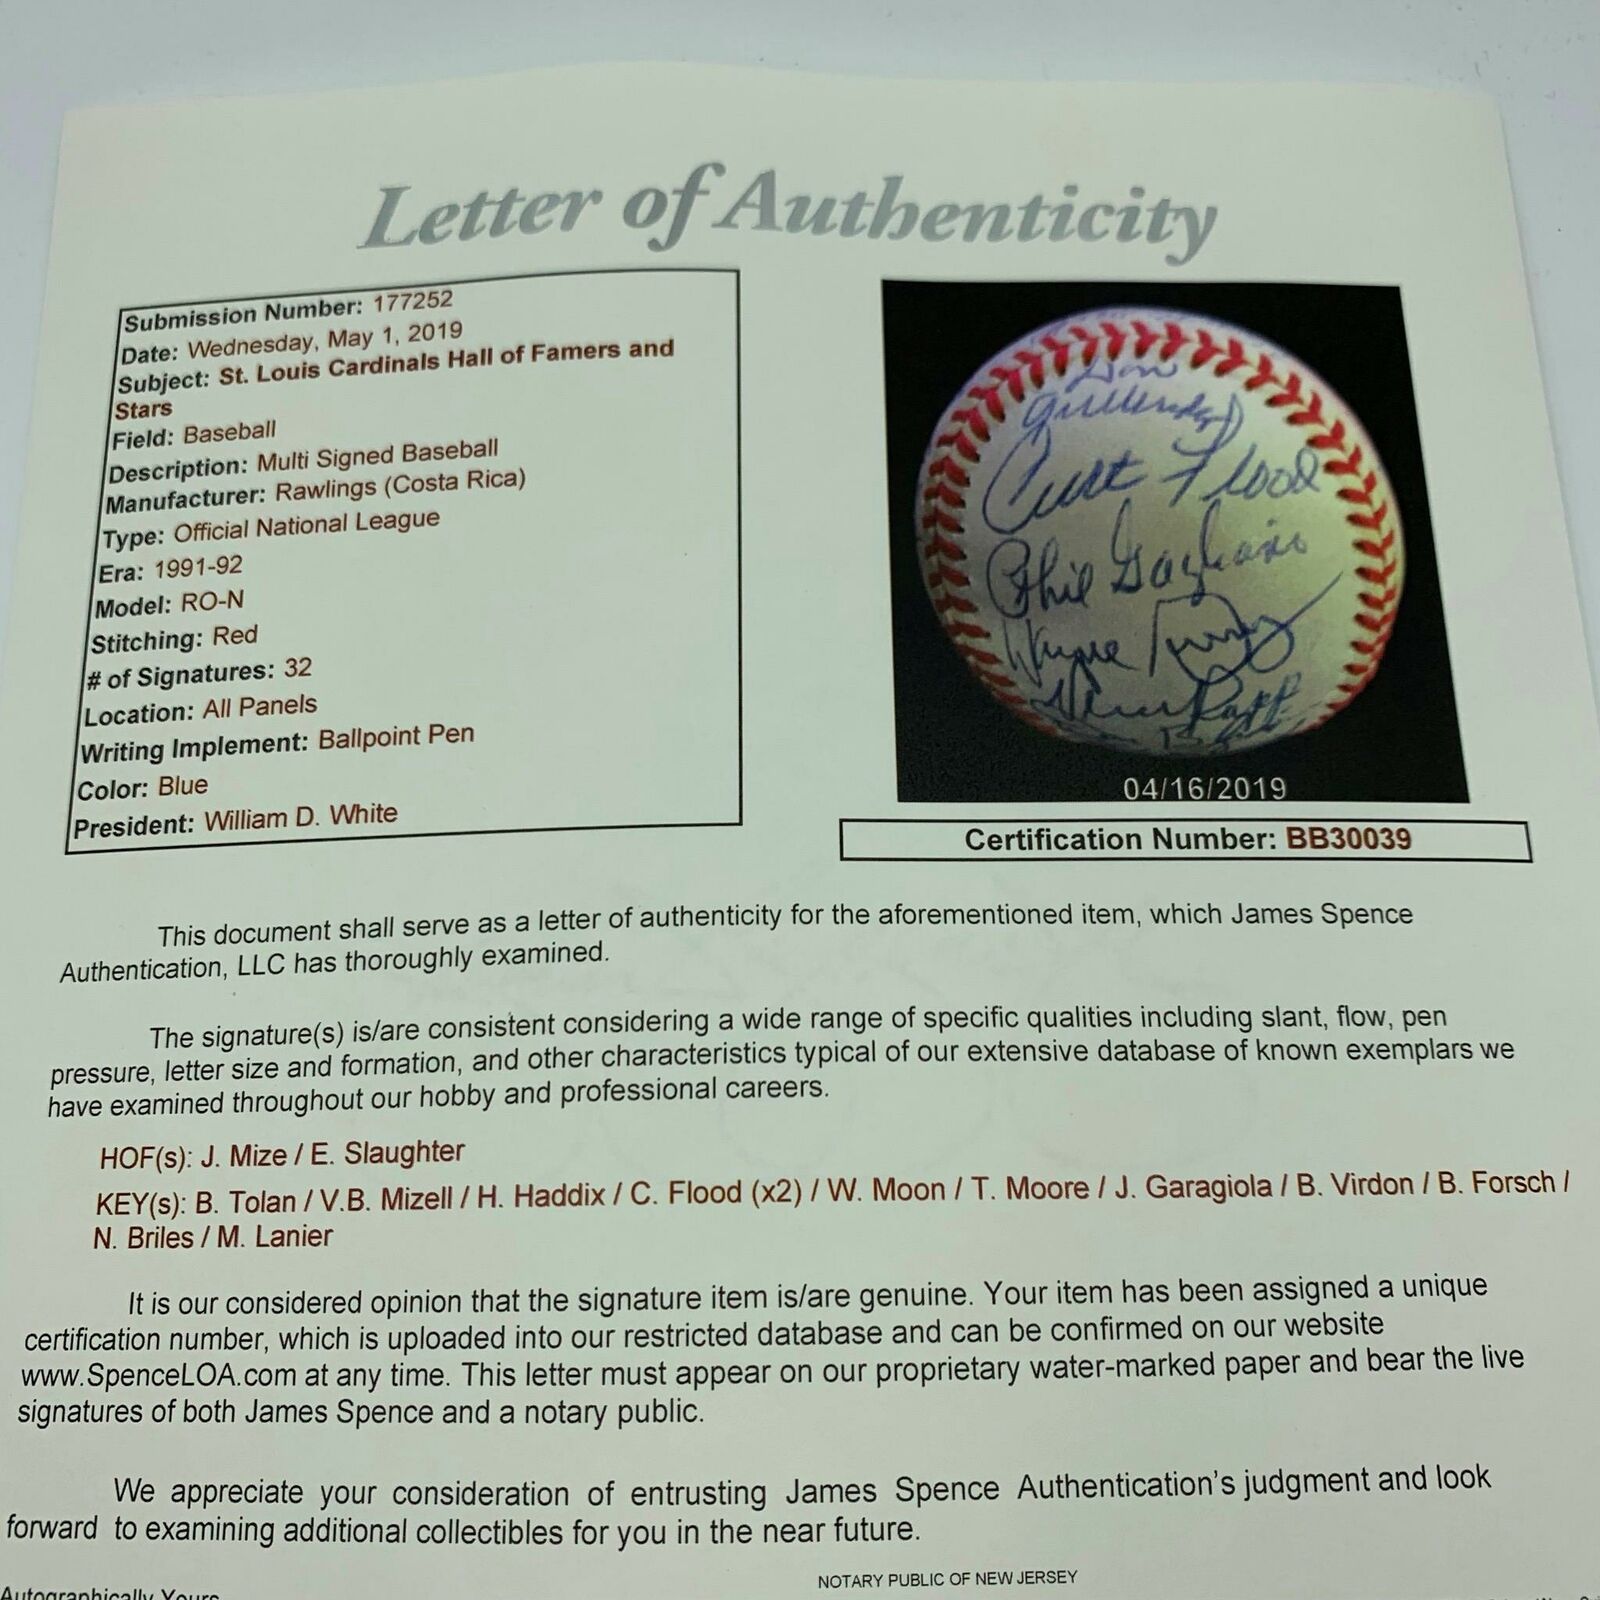 Letter of Authenticity
Submission Number: 177252
Date: Wednesday, May 1, 2019
Subject: St. Louis Cardinals Hall of Famers and
Stars
Field: Baseball
Description: Multi Signed Baseball
Manufacturer: Rawlings (Costa Rica)
Type: Official National League
Era: 1991-92
Model: RO-N
Stitching: Red
# of Signatures: 32
Location: All Panels
Writing Implement: Ballpoint Pen
Color: Blue
President: William D. White
Don
Curt Flood
Phil Gagliano
Wayne
Vern Rapp
04/16/2019
Certification Number: BB30039
This document shall serve as a letter of authenticity for the aforementioned item, which James Spence
Authentication, LLC has thoroughly examined.
The signature(s) is/are consistent considering a wide range of specific qualities including slant, flow, pen
pressure, letter size and formation, and other characteristics typical of our extensive database of known exemplars we
have examined throughout our hobby and professional careers.
HOF(s): J. Mize / E. Slaughter
KEY(s): B. Tolan / V.B. Mizell / H. Haddix / C. Flood (x2) / W. Moon / T. Moore / J. Garagiola / B. Virdon / B. Forsch /
N. Briles / M. Lanier
It is our considered opinion that the signature item is/are genuine. Your item has been assigned a unique
certification number, which is uploaded into our restricted database and can be confirmed on our website
www.SpenceLOA.com at any time. This letter must appear on our proprietary water-marked paper and bear the live
signatures of both James Spence and a notary public.
We appreciate your consideration of entrusting James Spence Authentication's judgment and look
forward to examining additional collectibles for you in the near future.
NOTARY PUBLIC OF NEW JERSEY
Autographically Yours